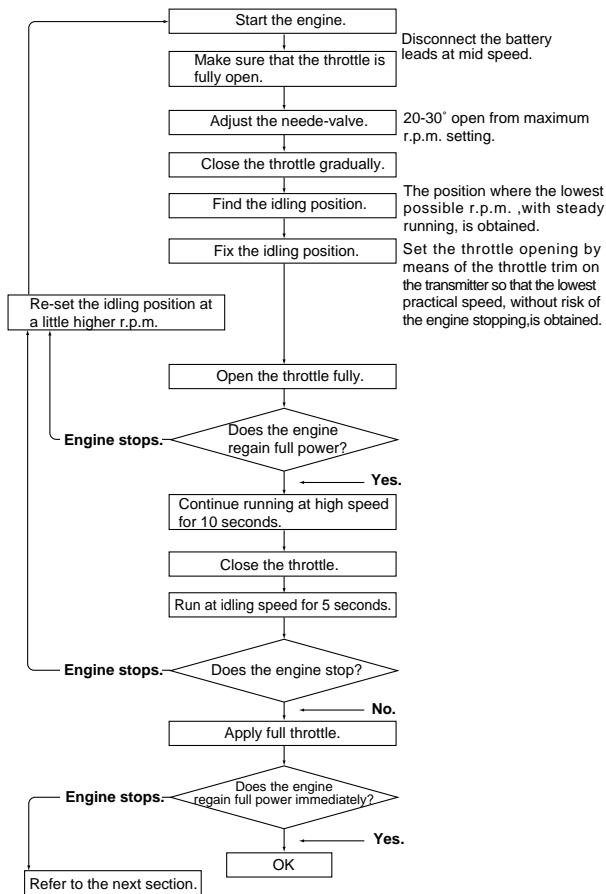 Start the engine.
Disconnect the battery
leads at mid speed.
Make sure that the throttle is
fully open.
Adjust the neede-valve.
20-30˚ open from maximum
r.p.m. setting.
Close the throttle gradually.
Find the idling position.
The position where the lowest
possible r.p.m. ,with steady
running, is obtained.
Fix the idling position.
Set the throttle opening by
means of the throttle trim on
the transmitter so that the lowest
practical speed, without risk of
the engine stopping,is obtained.
Re-set the idling position at
a little higher r.p.m.
Open the throttle fully.
Does the engine
regain full power?
Engine stops.
Yes.
Continue running at high speed
for 10 seconds.
Close the throttle.
Run at idling speed for 5 seconds.
Does the engine stop?
Engine stops.
No.
Apply full throttle.
Does the engine
regain full power immediately?
Engine stops.
Yes.
OK
Refer to the next section.